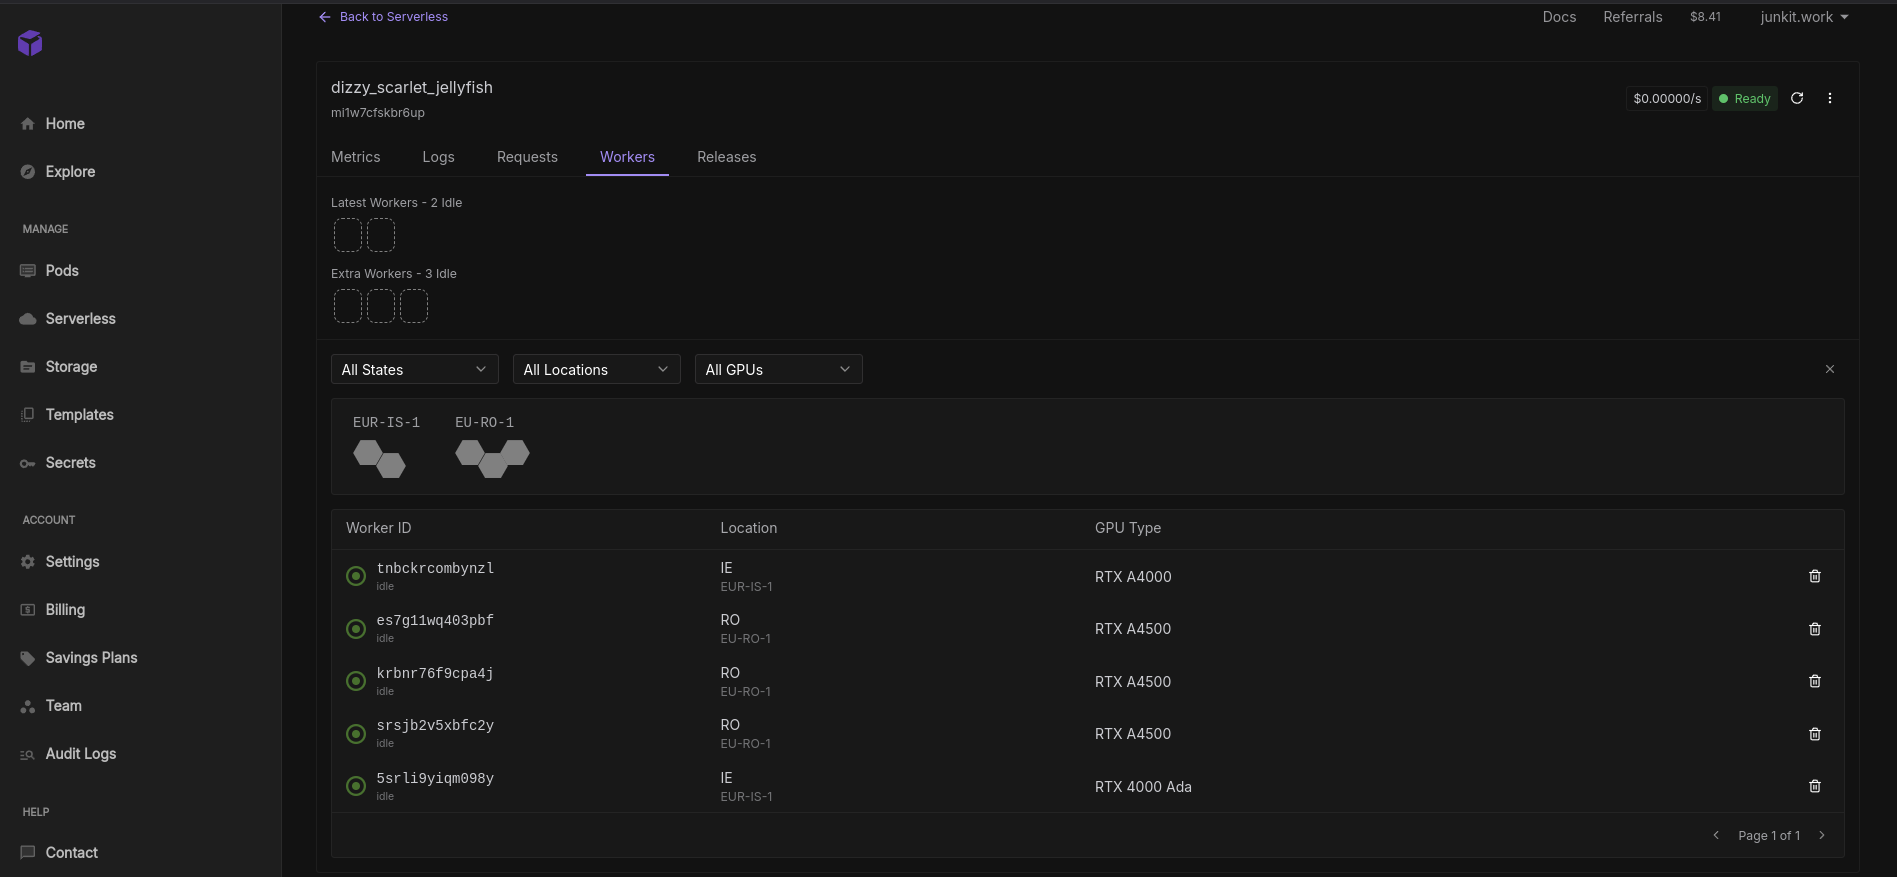 Back to Serverless
Docs
Referrals
$8.41
junkit.work
Home
Explore
MANAGE
Pods
Serverless
Storage
Templates
Secrets
ACCOUNT
Settings
Billing
Savings Plans
Team
Audit Logs
HELP
Contact
dizzy_scarlet_jellyfish
mi1w7cfskbr6up
$0.00000/s
Ready
Metrics
Logs
Requests
Workers
Releases
Latest Workers - 2 Idle
Extra Workers - 3 Idle
All States
All Locations
All GPUs
EUR-IS-1
EU-RO-1
Worker ID
Location
GPU Type
tnbckrcombynzl
idle
IE
EUR-IS-1
RTX A4000
es7g11wq403pbf
idle
RO
EU-RO-1
RTX A4500
krbnr76f9cpa4j
idle
RO
EU-RO-1
RTX A4500
srsjb2v5xbfc2y
idle
RO
EU-RO-1
RTX A4500
5srli9yiqm098y
idle
IE
EUR-IS-1
RTX 4000 Ada
Page 1 of 1